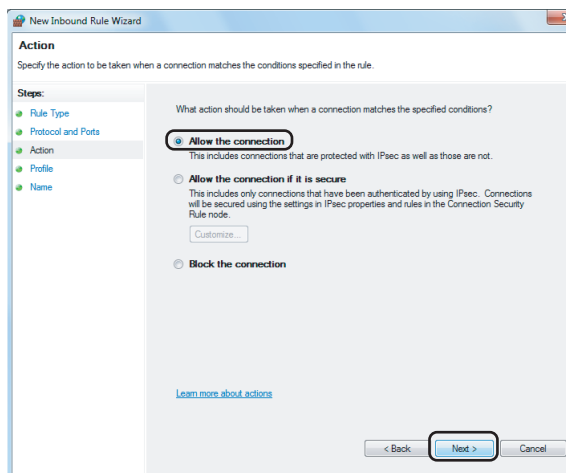 New Inbound Rule Wizard
Action
Specify the action to be taken when a connection matches the conditions specified in the rule.
Steps:
Rule Type
Protocol and Ports
Action
Profile
Name
What action should be taken when a connection matches the specified conditions?
Allow the connection
This includes connections that are protected with IPsec as well as those are not.
Allow the connection if it is secure
This includes only connections that have been authenticated by using IPsec. Connections
will be secured using the settings in IPsec properties and rules in the Connection Security
Rule node.
Customize...
Block the connection
Learn more about actions
< Back
Next >
Cancel